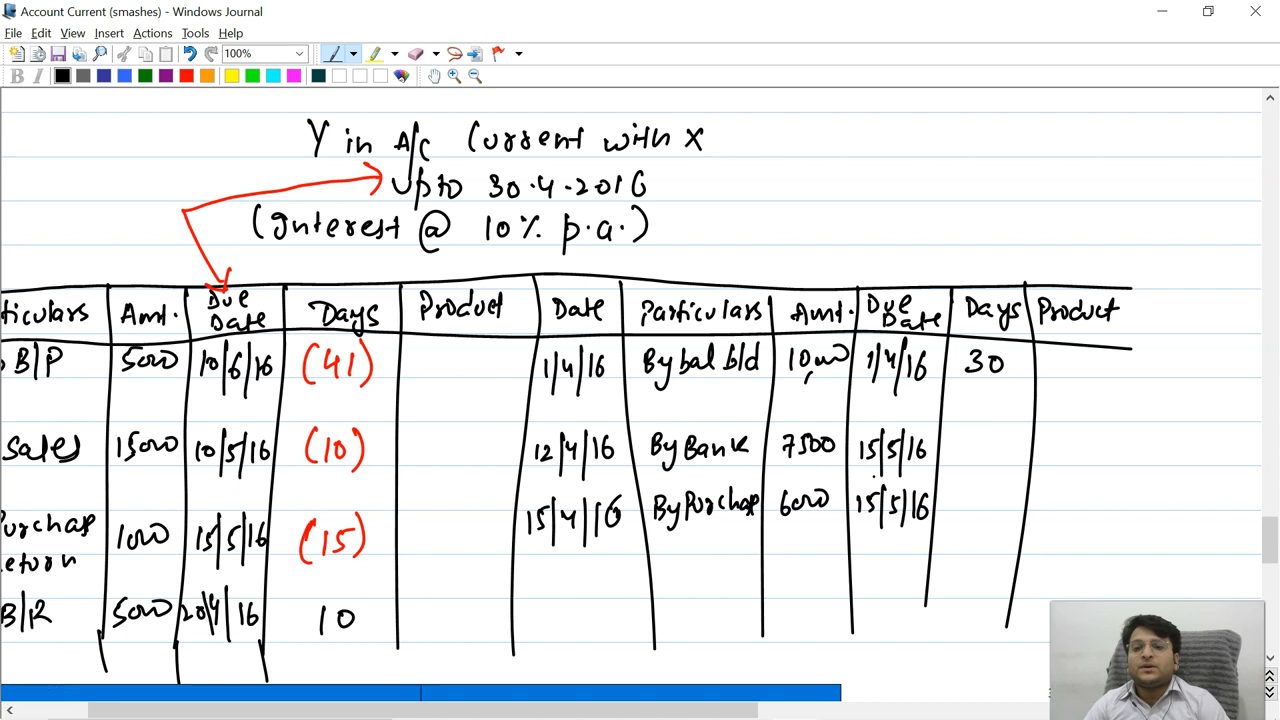 Account Current (smashes) - Windows Journal
File Edit View Insert Actions Tools Help
100%
Y in A/C Current with X
upto 30.4.2016
(Interest @ 10% p.a.)
ticulars Amt. Due Date Days Product Date Particulars Amt. Due Date Days Product
o B/P 5000 10/6/16 (41) 1/4/16 By bal b/d 10,000 1/4/16 30
Sales 15000 10/5/16 (10) 12/4/16 By Bank 7500 15/5/16
Purchas eturn 1000 15/5/16 (15) 15/4/16 By Purchas 6000 15/5/16
B/R 5000 20/4/16 10